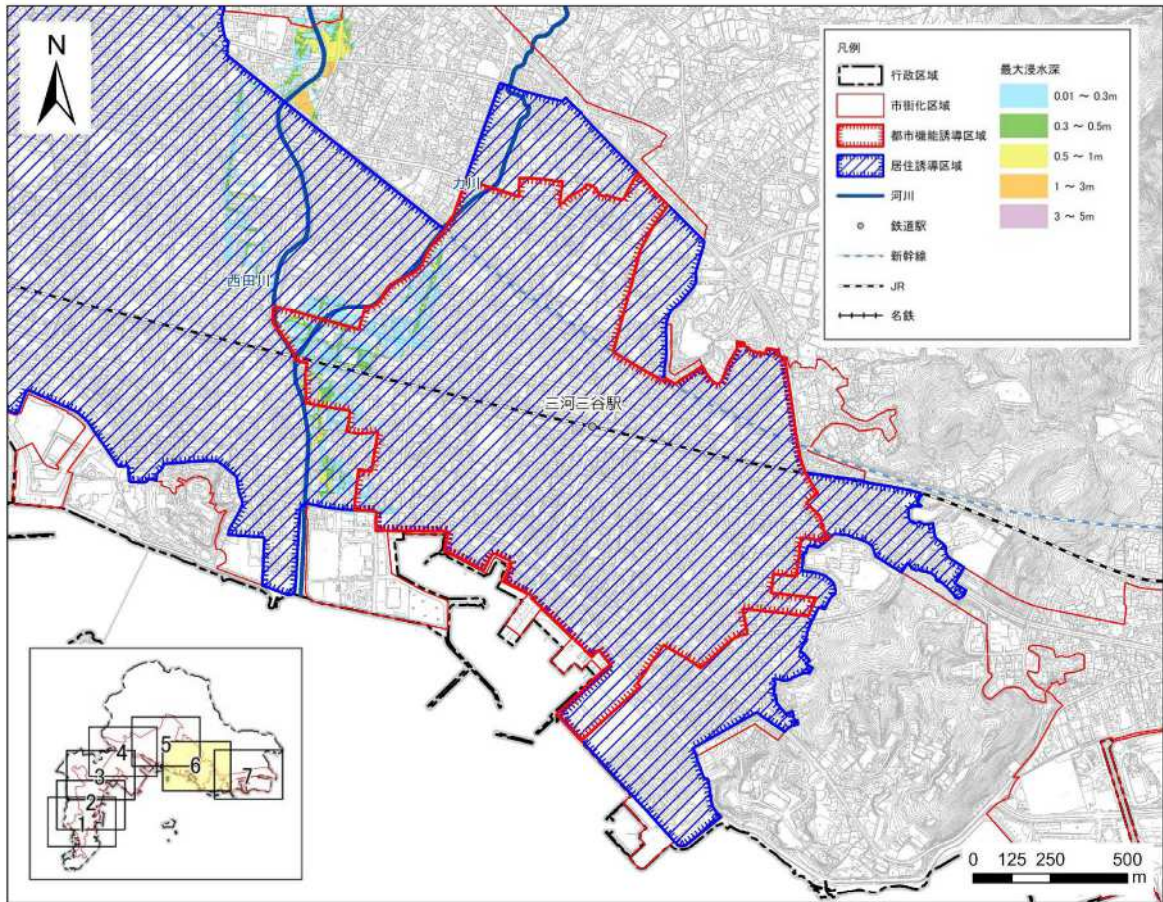 N
凡例
行政区域
市街化区域
都市機能誘導区域
居住誘導区域
河川
鉄道駅
新幹線
JR
名鉄
最大浸水深
0.01 ~ 0.3m
0.3 ~ 0.5m
0.5 ~ 1m
1 ~ 3m
3 ~ 5m
力川
西田川
三河三谷駅
5
4
6
7
3
2
1
0 125 250 500
m